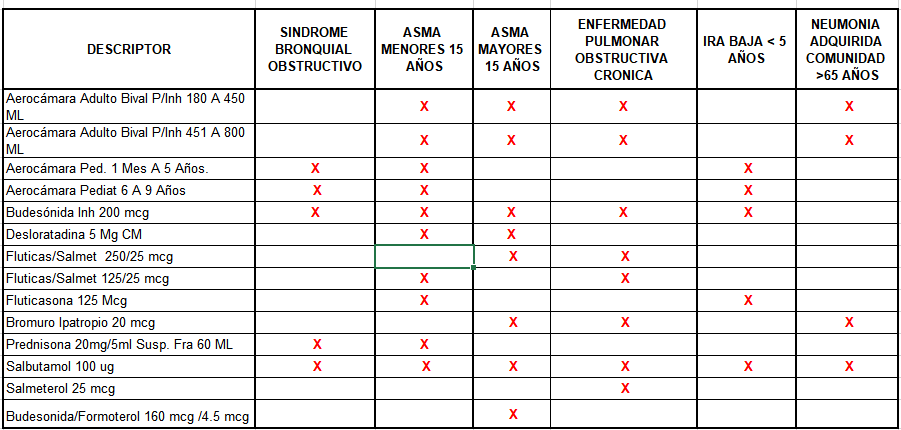 DESCRIPTOR
SINDROME
BRONQUIAL
OBSTRUCTIVO
ASMA
MENORES 15
AÑOS
ASMA
MAYORES
15 AÑOS
ENFERMEDAD
PULMONAR
OBSTRUCTIVA
CRONICA
IRA BAJA < 5
AÑOS
NEUMONIA
ADQUIRIDA
COMUNIDAD
>65 AÑOS
Aerocámara Adulto Bival P/Inh 180 A 450
ML
X X X X
Aerocámara Adulto Bival P/Inh 451 A 800
ML
X X X X
Aerocámara Ped. 1 Mes A 5 Años. X X X
Aerocámara Pediat 6 A 9 Años X X X
Budesónida Inh 200 mcg X X X X X
Desloratadina 5 Mg CM X X
Fluticas/Salmet 250/25 mcg X X
Fluticas/Salmet 125/25 mcg X X
Fluticasona 125 Mcg X X
Bromuro Ipatropio 20 mcg X X X
Prednisona 20mg/5ml Susp. Fra 60 ML X X
Salbutamol 100 ug X X X X X X
Salmeterol 25 mcg X
Budesonida/Formoterol 160 mcg /4.5 mcg X